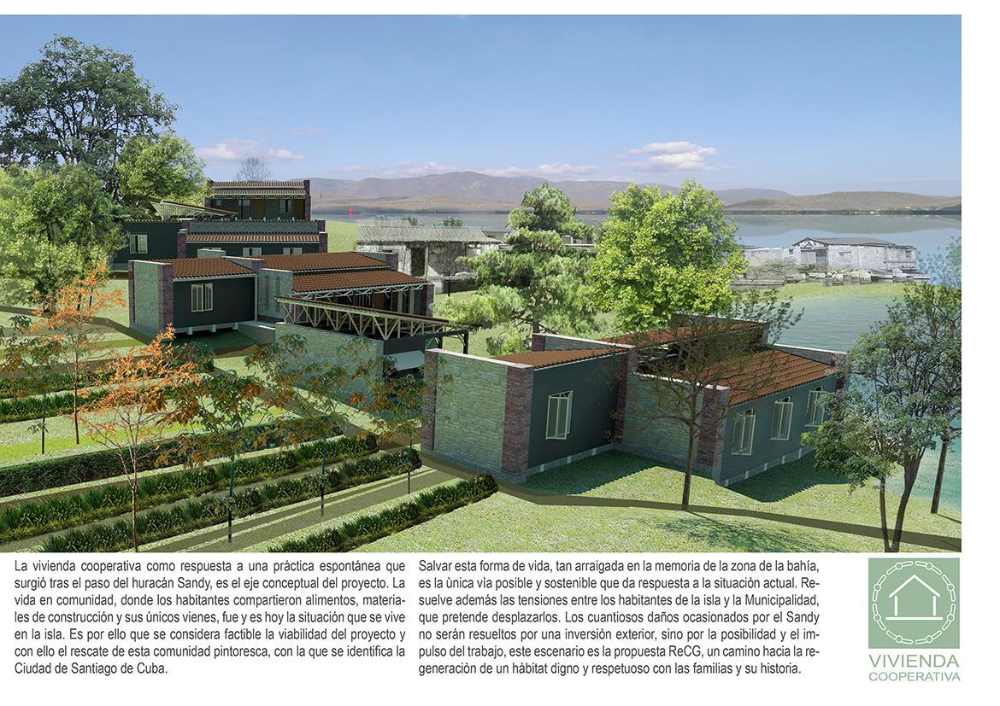 La vivienda cooperativa como respuesta a una práctica espontánea que
surgió tras el paso del huracán Sandy, es el eje conceptual del proyecto. La
vida en comunidad, donde los habitantes compartieron alimentos, materia-
les de construcción y sus únicos vienes, fue y es hoy la situación que se vive
en la isla. Es por ello que se considera factible la viabilidad del proyecto y
con ello el rescate de esta comunidad pintoresca, con la que se identifica la
Ciudad de Santiago de Cuba.
Salvar esta forma de vida, tan arraigada en la memoria de la zona de la bahía,
es la ùnica vìa posible y sostenible que da respuesta a la situaciòn actual. Re-
suelve además las tensiones entre los habitantes de la isla y la Municipalidad,
que pretende desplazarlos. Los cuantiosos daños ocasionados por el Sandy
no serán resueltos por una inversiòn exterior, sino por la posibilidad y el im-
pulso del trabajo, este escenario es la propuesta ReCG, un camino hacia la re-
generaciòn de un hàbitat digno y respetuoso con las familias y su historia.
VIVIENDA
COOPERATIVA